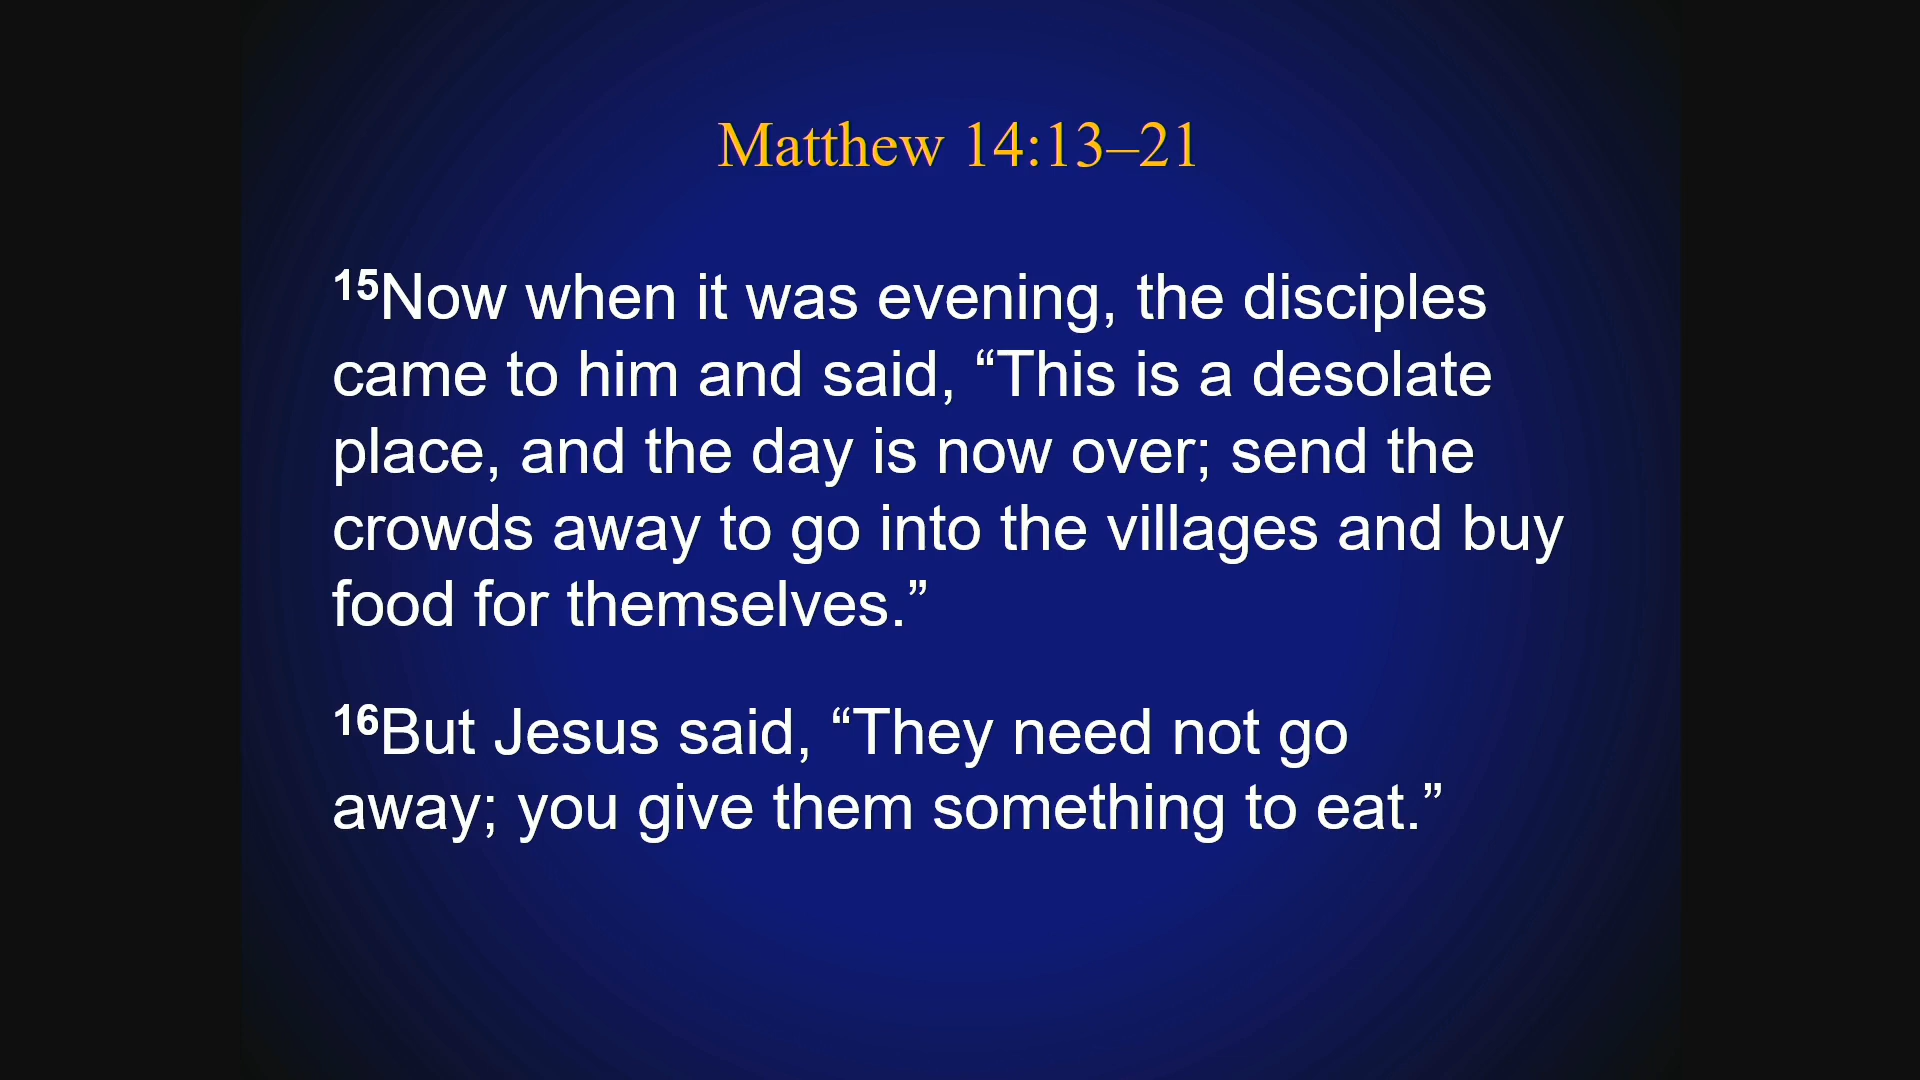 Matthew 14:13–21
15Now when it was evening, the disciples
came to him and said, “This is a desolate
place, and the day is now over; send the
crowds away to go into the villages and buy
food for themselves.”
16But Jesus said, “They need not go
away; you give them something to eat.”